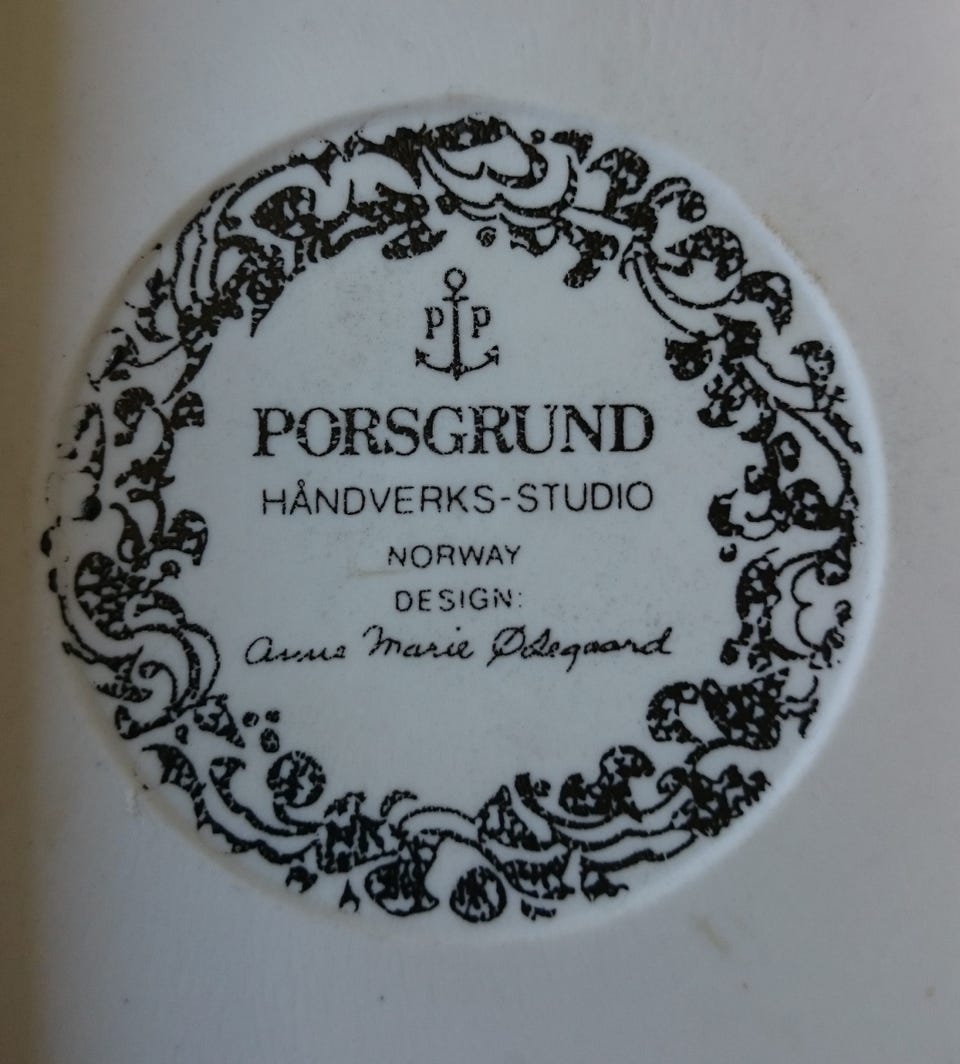 P P
PORSGRUND
HÅNDVERKS-STUDIO
NORWAY
DESIGN:
Anne Marie Ødegaard